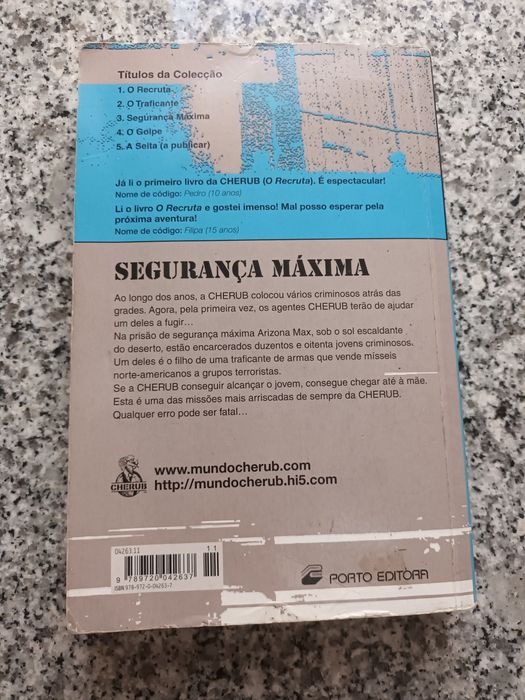 Títulos da Colecção
1. O Recruta
2. O Traficante
3. Segurança Máxima
4. O Golpe
5. A Seita (a publicar)
Já li o primeiro livro da CHERUB (O Recruta). É espectacular!
Nome de código: Pedro (10 anos)
Li o livro O Recruta e gostei imenso! Mal posso esperar pela
próxima aventura!
Nome de código: Filipa (15 anos)
SEGURANÇA MÁXIMA
Ao longo dos anos, a CHERUB colocou vários criminosos atrás das
grades. Agora, pela primeira vez, os agentes CHERUB terão de ajudar
um deles a fugir...
Na prisão de segurança máxima Arizona Max, sob o sol escaldante
do deserto, estão encarcerados duzentos e oitenta jovens criminosos.
Um deles é o filho de uma traficante de armas que vende mísseis
norte-americanos a grupos terroristas.
Se a CHERUB conseguir alcançar o jovem, consegue chegar até à mãe.
Esta é uma das missões mais arriscadas de sempre da CHERUB.
Qualquer erro pode ser fatal...
CHERUB
www.mundocherub.com
http://mundocherub.hi5.com
04263.11
11
9 789720 042637
ISBN 978-972-0-04263-7
PORTO EDITORA